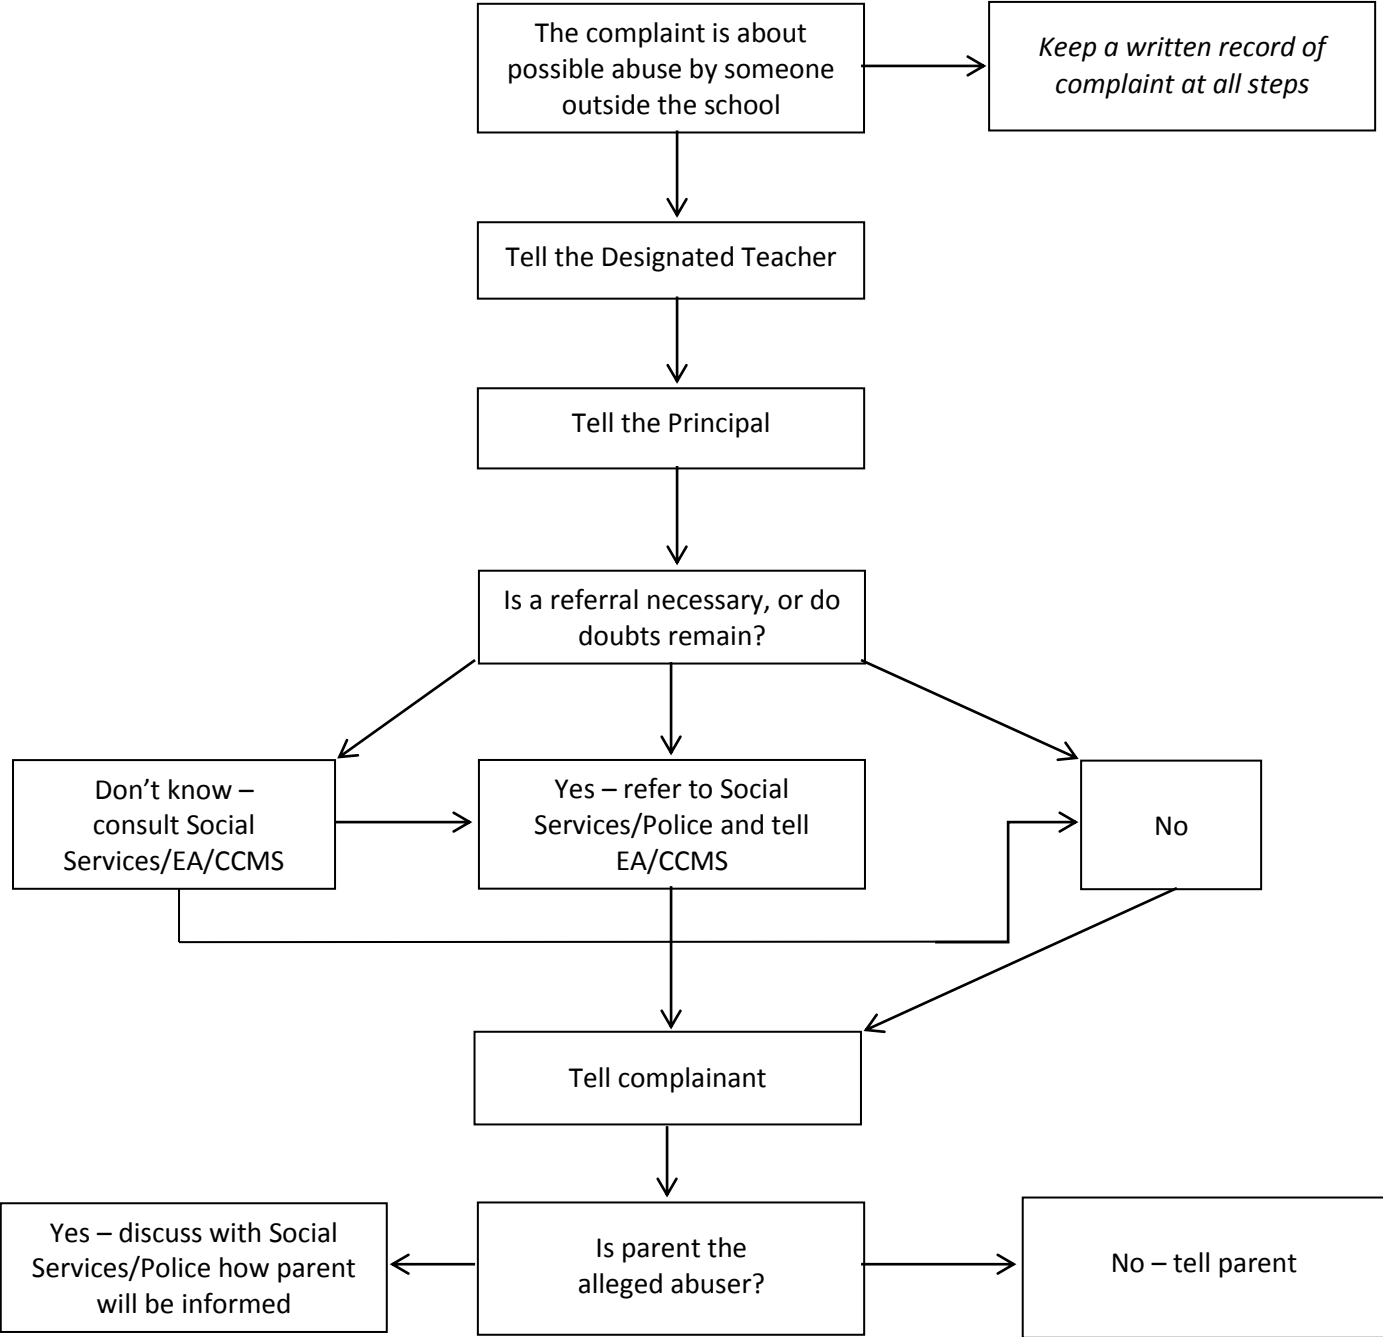 The complaint is about
possible abuse by someone
outside the school
Keep a written record of
complaint at all steps
Tell the Designated Teacher
Tell the Principal
Is a referral necessary, or do
doubts remain?
Don’t know –
consult Social
Services/EA/CCMS
Yes – refer to Social
Services/Police and tell
EA/CCMS
No
Tell complainant
Yes – discuss with Social
Services/Police how parent
will be informed
Is parent the
alleged abuser?
No – tell parent